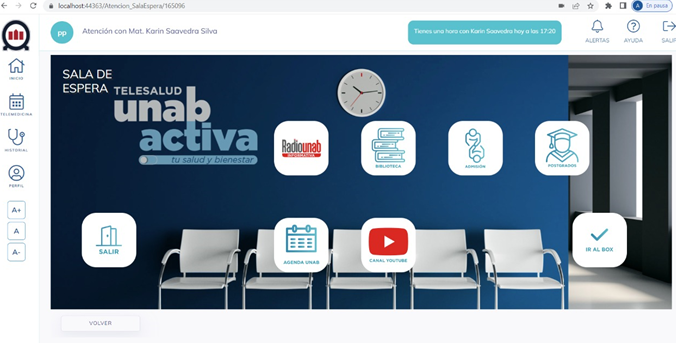 localhost:44363/Atencion_SalaEspera/165096
A
En pausa
PP
Atención con Mat. Karin Saavedra Silva
Tienes una hora con Karin Saavedra hoy a las 17:20
ALERTAS
AYUDA
SALIR
INICIO
TELEMEDICINA
HISTORIAL
PERFIL
A+
A
A-
SALA DE
ESPERA
TELESALUD
unab
activa
tu salud y bienestar
Radiounab
INFORMATIVA
BIBLIOTECA
ADMISIÓN
POSTGRADOS
SALIR
AGENDA UNAB
CANAL YOUTUBE
IR AL BOX
VOLVER